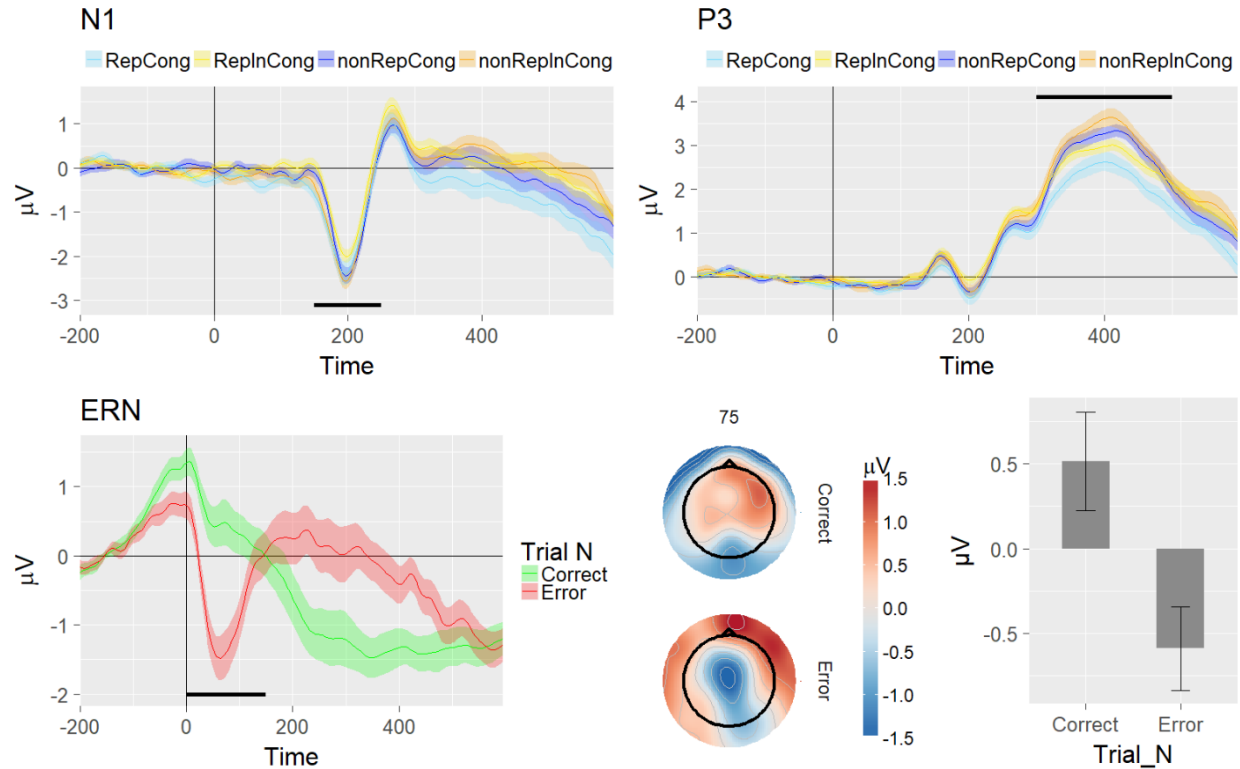 N1
RepCong RepInCong nonRepCong nonRepInCong
1
0
-1
-2
-3
µV
-200 0 200 400
Time
P3
RepCong RepInCong nonRepCong nonRepInCong
4
3
2
1
0
µV
-200 0 200 400
Time
ERN
1
0
-1
-2
µV
-200 0 200 400
Time
Trial N
Correct
Error
75
Correct
Error
µV
1.5
1.0
0.5
0.0
-0.5
-1.0
-1.5
0.5
0.0
-0.5
µV
Correct Error
Trial_N